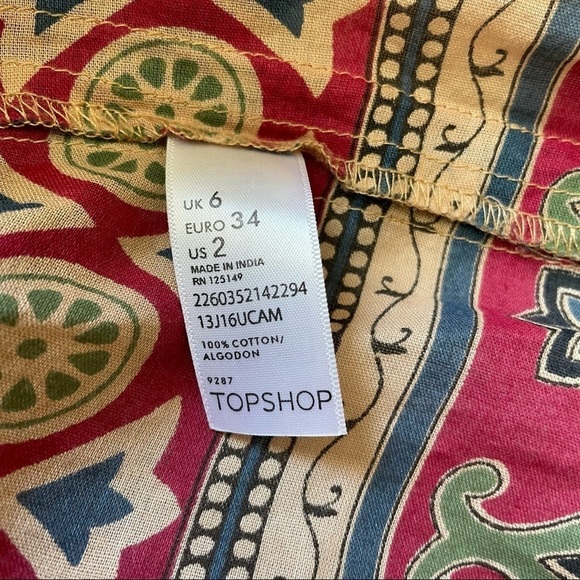 UK 6
EURO 34
US 2
MADE IN INDIA
RN 125149
2260352142294
13J16UCAM
100% COTTON/
ALGODON
9287
TOPSHOP